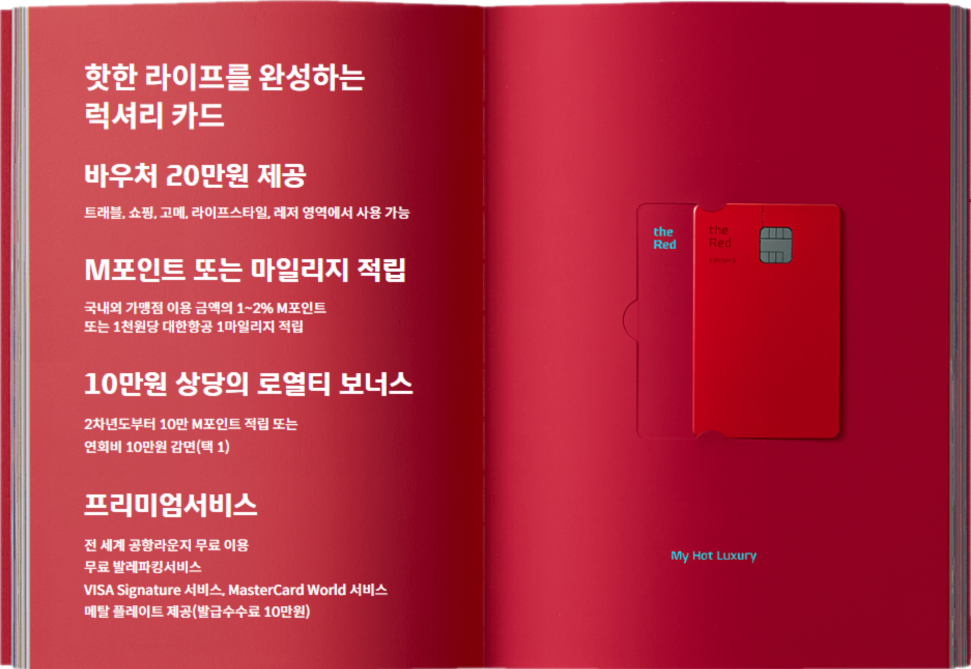 핫한 라이프를 완성하는
럭셔리 카드
바우처 20만원 제공
트래블, 쇼핑, 고메, 라이프스타일, 레저 영역에서 사용 가능
M포인트 또는 마일리지 적립
국내외 가맹점 이용 금액의 1~2% M포인트
또는 1천원당 대한항공 1마일리지 적립
10만원 상당의 로열티 보너스
2차년도부터 10만 M포인트 적립 또는
연회비 10만원 감면(택 1)
프리미엄서비스
전 세계 공항라운지 무료 이용
무료 발레파킹서비스
VISA Signature 서비스, MasterCard World 서비스
메탈 플레이트 제공(발급수수료 10만원)
the
Red
the
Red
My Hot Luxury